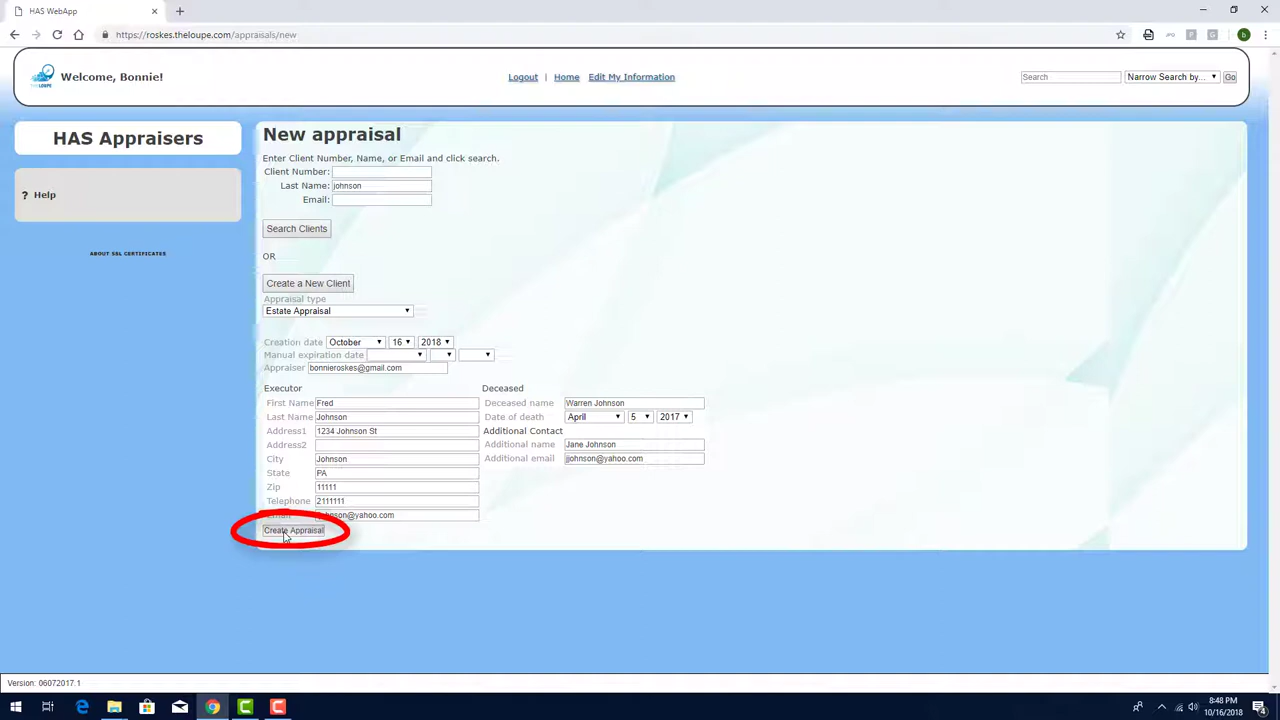 HAS WebApp
https://roskes.theloupe.com/appraisals/new
b
Welcome, Bonnie!
Logout | Home Edit My Information
Search Narrow Search by... Go
HAS Appraisers
? Help
ABOUT SSL CERTIFICATES
New appraisal
Enter Client Number, Name, or Email and click search.
Client Number:
Last Name: johnson
Email:
Search Clients
OR
Create a New Client
Appraisal type
Estate Appraisal
Creation date October 16 2018
Manual expiration date
Appraiser bonnieroskes@gmail.com
Executor Deceased
First Name Fred Deceased name Warren Johnson
Last Name Johnson Date of death April 5 2017
Address1 1234 Johnson St Additional Contact
Address2 Additional name Jane Johnson
City Johnson Additional email jjohnson@yahoo.com
State PA
Zip 11111
Telephone 2111111
Create Appraisal
Version: 06072017.1
8:48 PM
10/16/2018
4